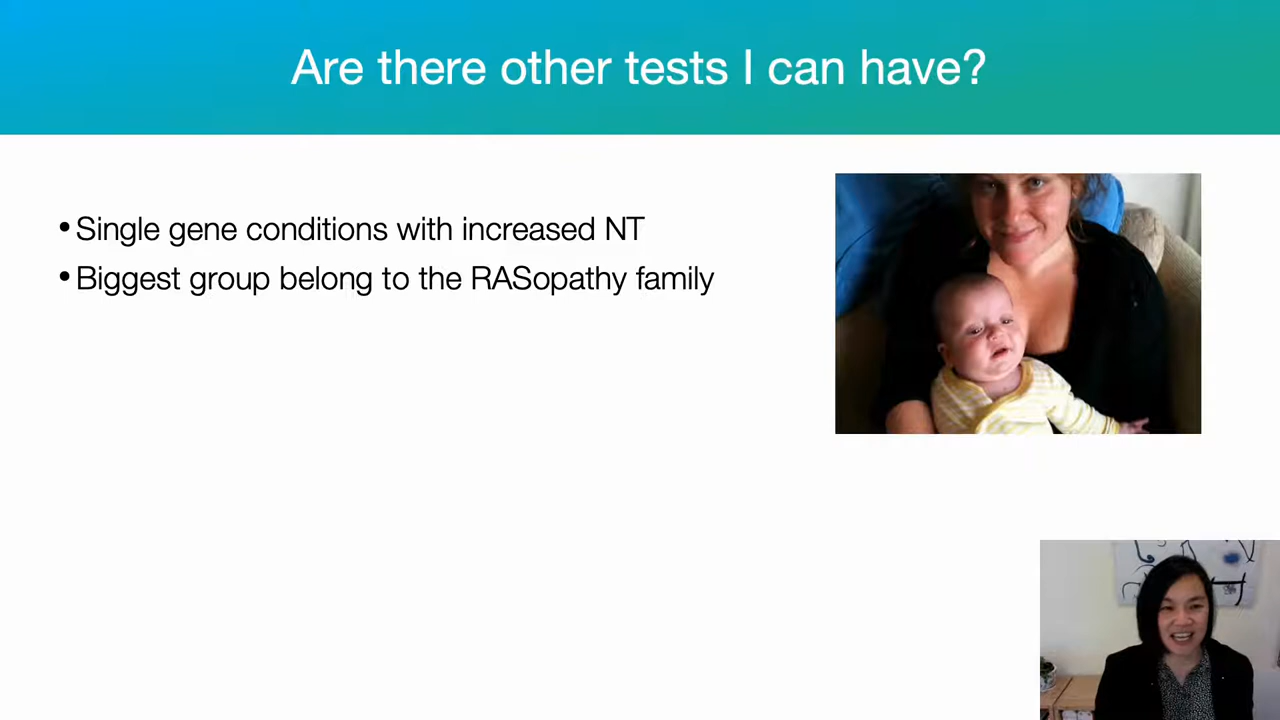 Are there other tests I can have?
•Single gene conditions with increased NT
•Biggest group belong to the RASopathy family